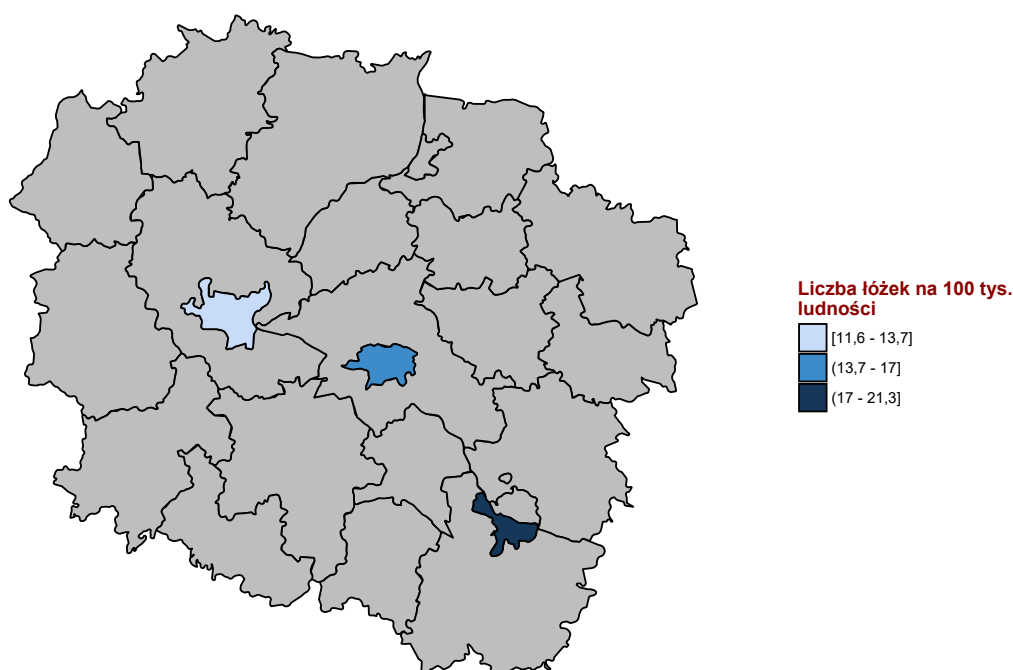 Liczba łóżek na 100 tys.
ludności
[11,6 - 13,7]
(13,7 - 17]
(17 - 21,3]